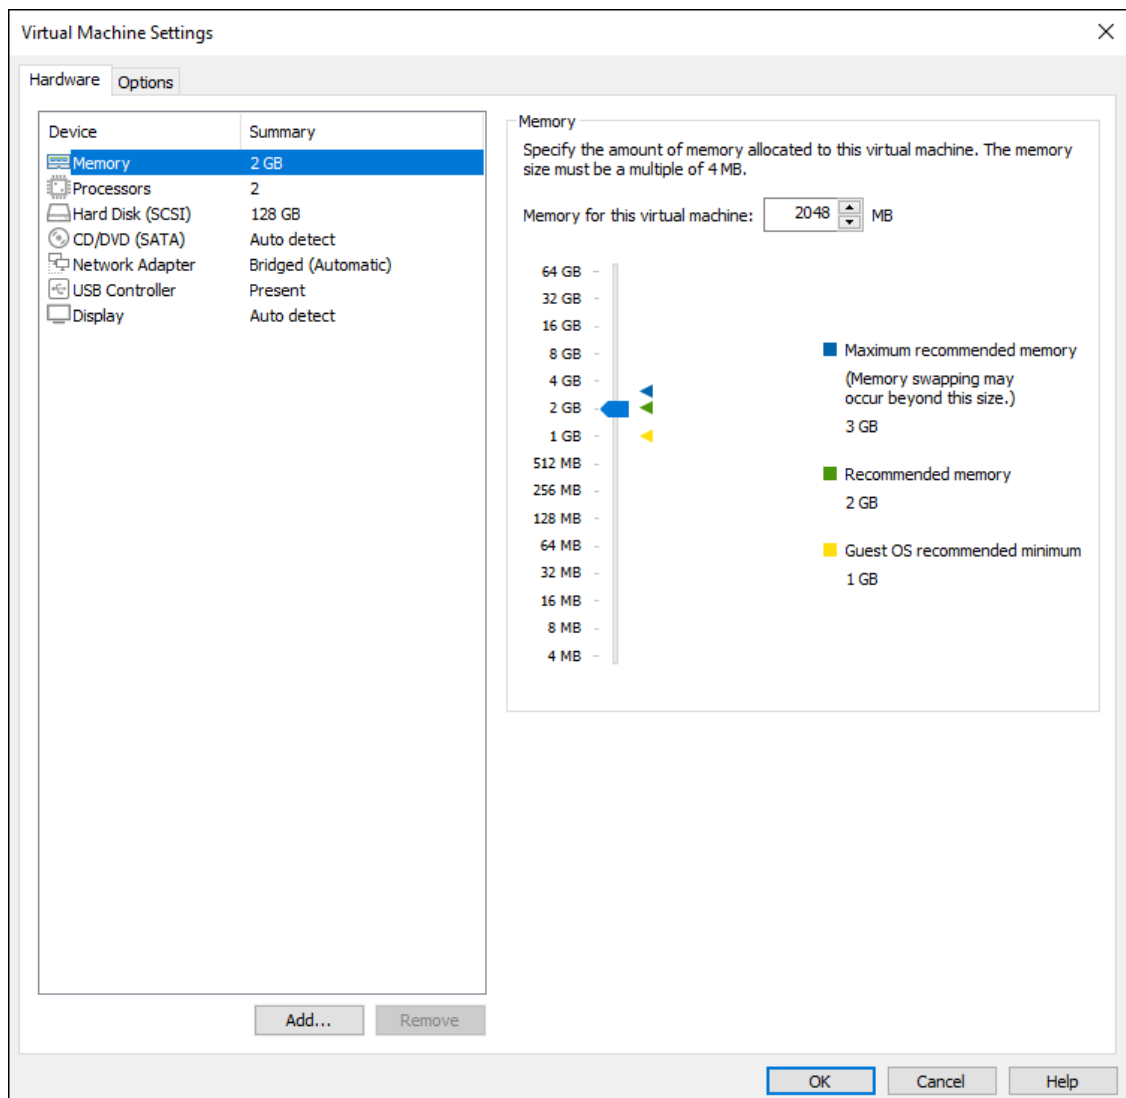 Virtual Machine Settings
Hardware Options
Device Summary
Memory 2 GB
Processors 2
Hard Disk (SCSI) 128 GB
CD/DVD (SATA) Auto detect
Network Adapter Bridged (Automatic)
USB Controller Present
Display Auto detect
Add... Remove
Memory
Specify the amount of memory allocated to this virtual machine. The memory
size must be a multiple of 4 MB.
Memory for this virtual machine: 2048 MB
64 GB
32 GB
16 GB
8 GB
4 GB
2 GB
1 GB
512 MB
256 MB
128 MB
64 MB
32 MB
16 MB
8 MB
4 MB
Maximum recommended memory
(Memory swapping may
occur beyond this size.)
3 GB
Recommended memory
2 GB
Guest OS recommended minimum
1 GB
OK Cancel Help